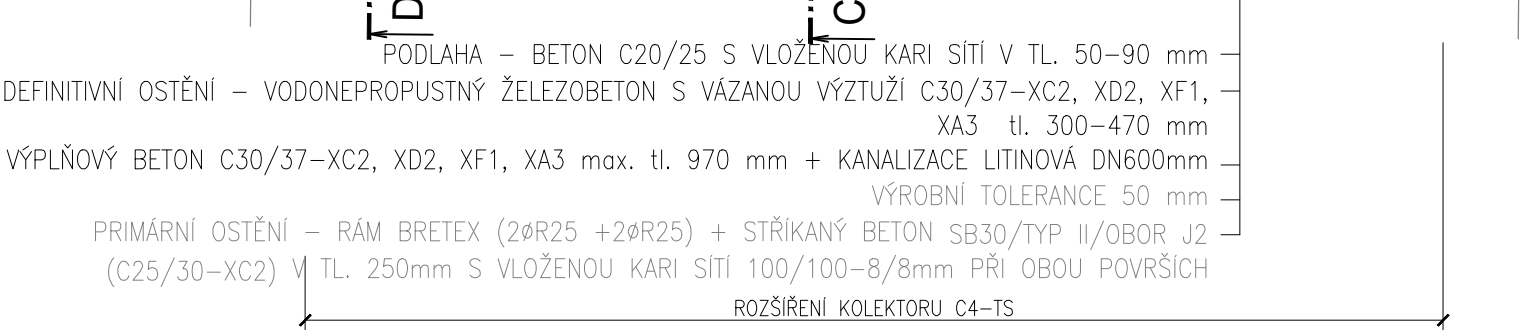 D
C
PODLAHA – BETON C20/25 S VLOŽENOU KARI SÍTÍ V TL. 50–90 mm
DEFINITIVNÍ OSTĚNÍ – VODONEPROPUSTNÝ ŽELEZOBETON S VÁZANOU VÝZTUŽÍ C30/37–XC2, XD2, XF1,
XA3 tl. 300–470 mm
VÝPLŇOVÝ BETON C30/37–XC2, XD2, XF1, XA3 max. tl. 970 mm + KANALIZACE LITINOVÁ DN600mm
VÝROBNÍ TOLERANCE 50 mm
PRIMÁRNÍ OSTĚNÍ – RÁM BRETEX (2øR25 +2øR25) + STŘÍKANÝ BETON SB30/TYP II/OBOR J2
(C25/30–XC2) V TL. 250mm S VLOŽENOU KARI SÍTÍ 100/100–8/8mm PŘI OBOU POVRŠÍCH
ROZŠÍŘENÍ KOLEKTORU C4–TS